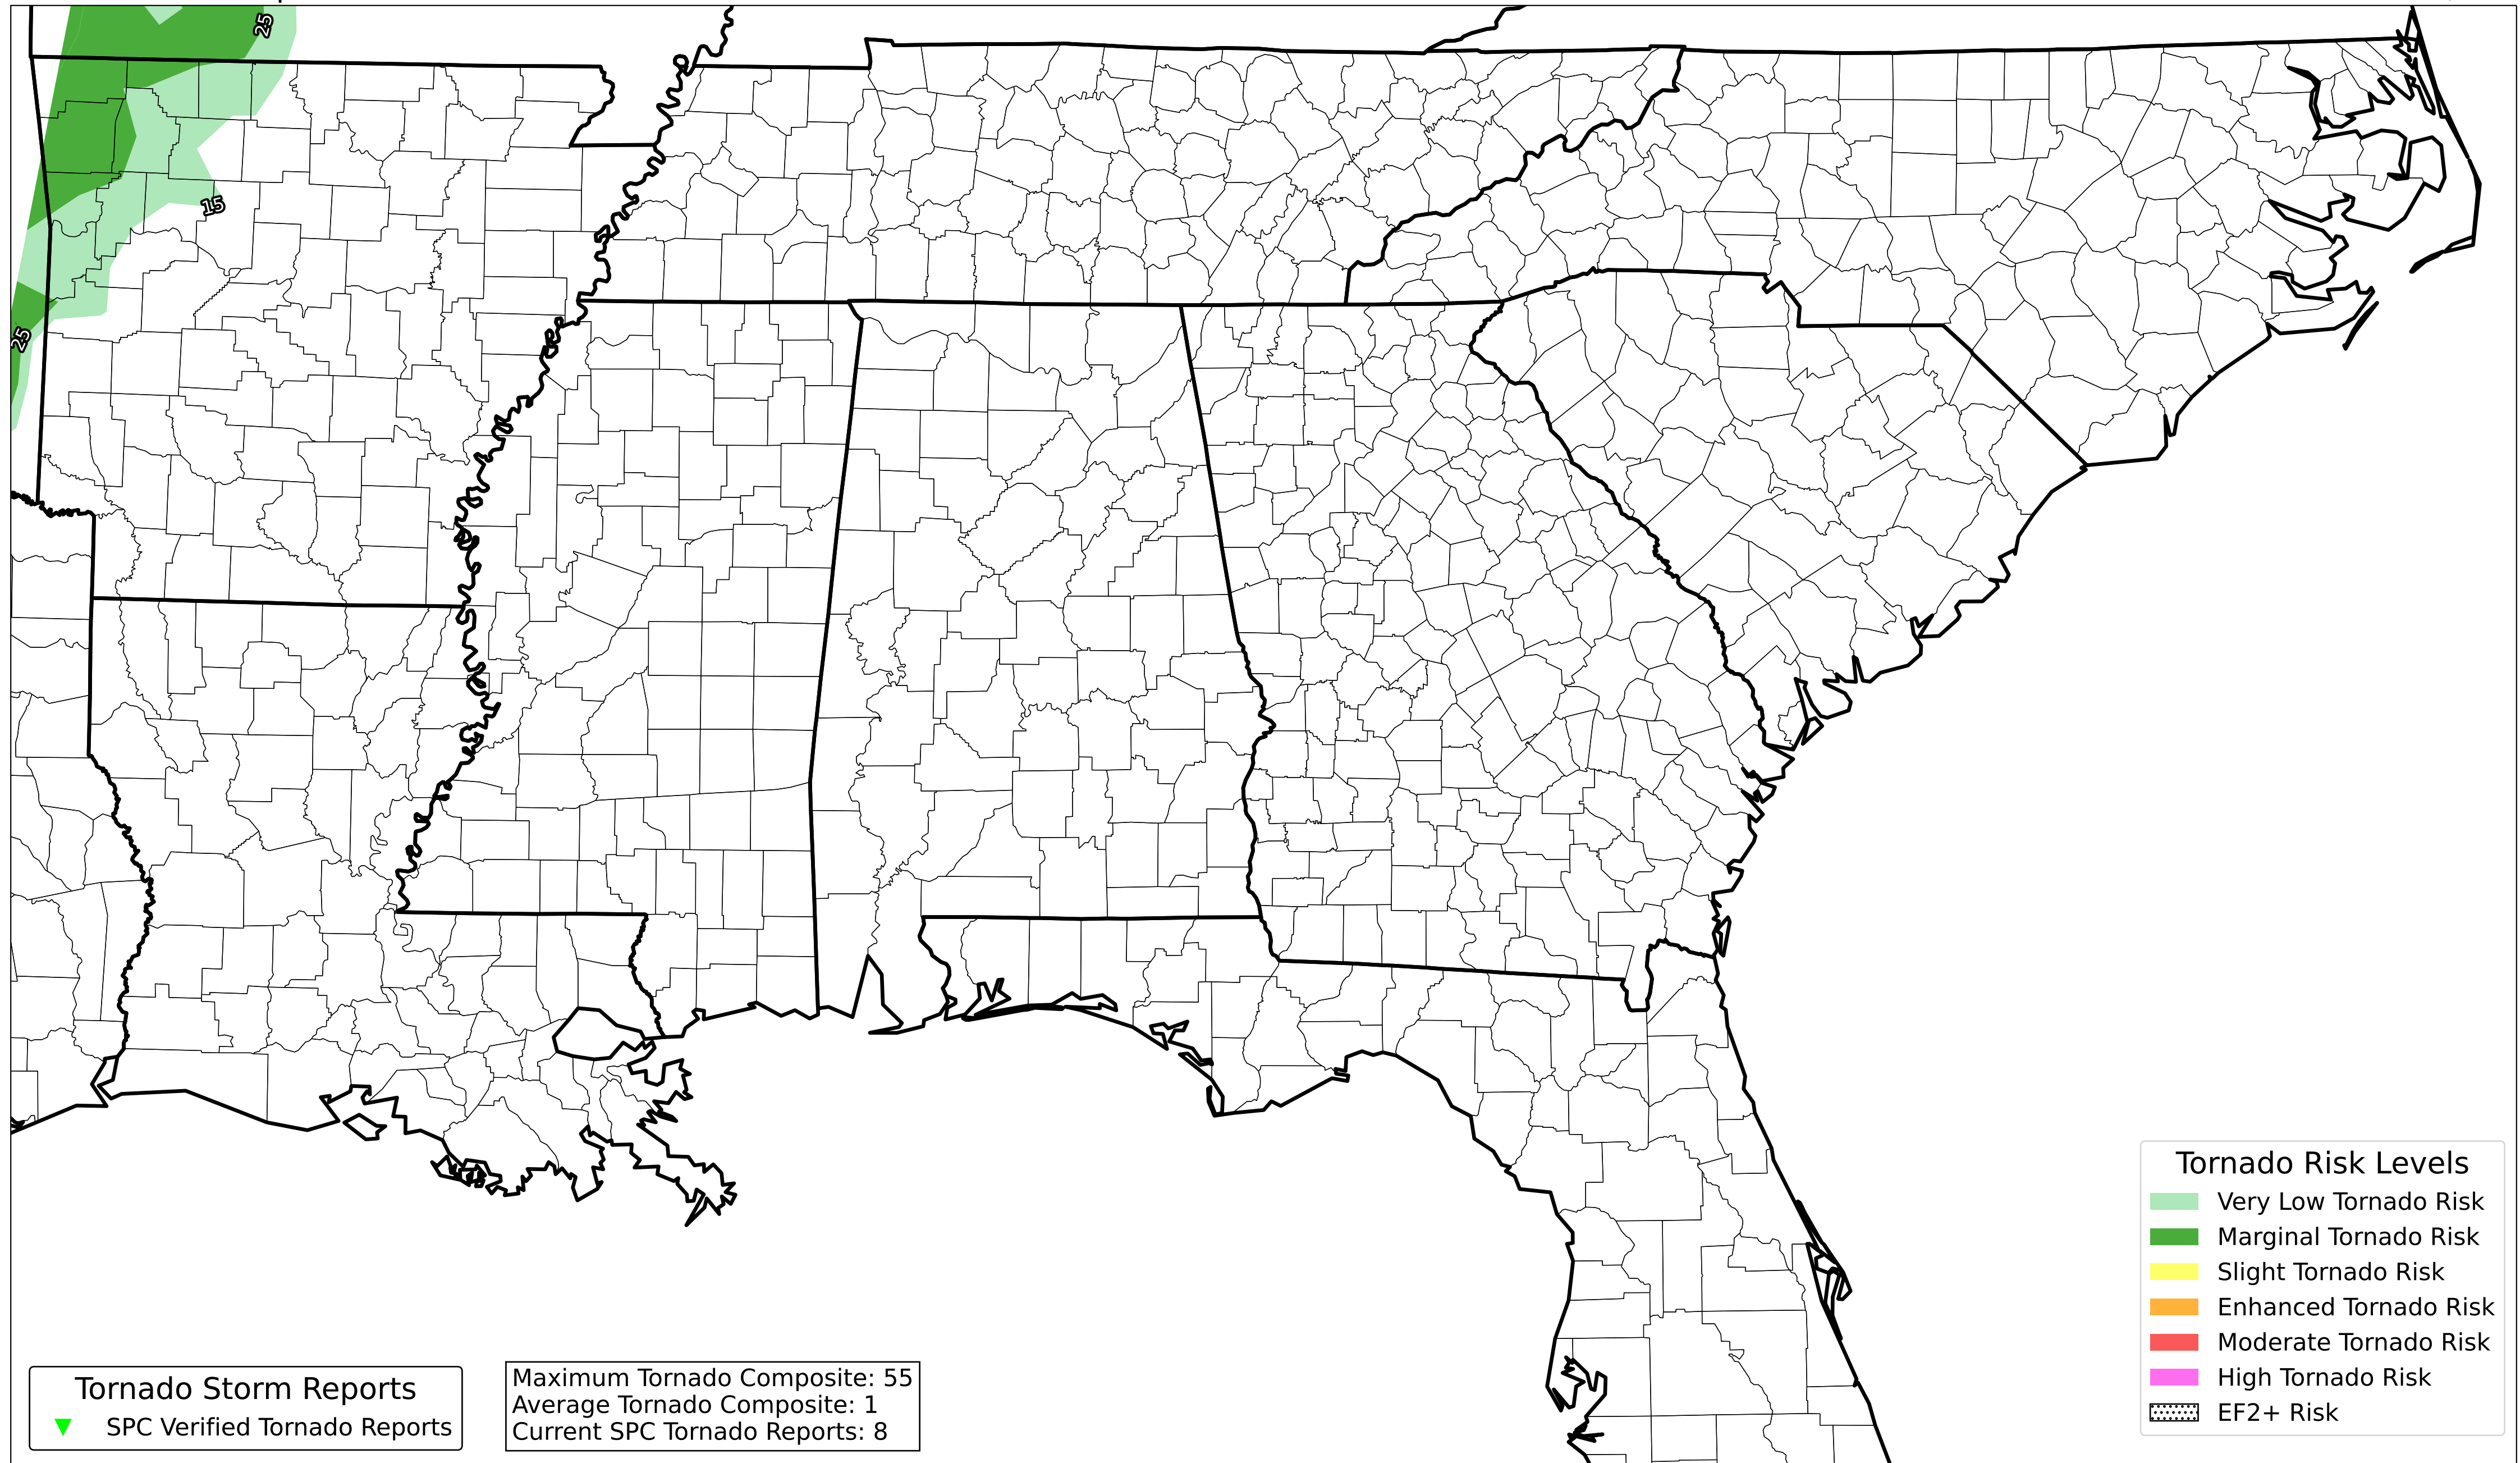 25
15
25
Tornado Risk Levels
Very Low Tornado Risk
Marginal Tornado Risk
Slight Tornado Risk
Enhanced Tornado Risk
Moderate Tornado Risk
High Tornado Risk
EF2+ Risk
Tornado Storm Reports
SPC Verified Tornado Reports
Maximum Tornado Composite: 55
Average Tornado Composite: 1
Current SPC Tornado Reports: 8